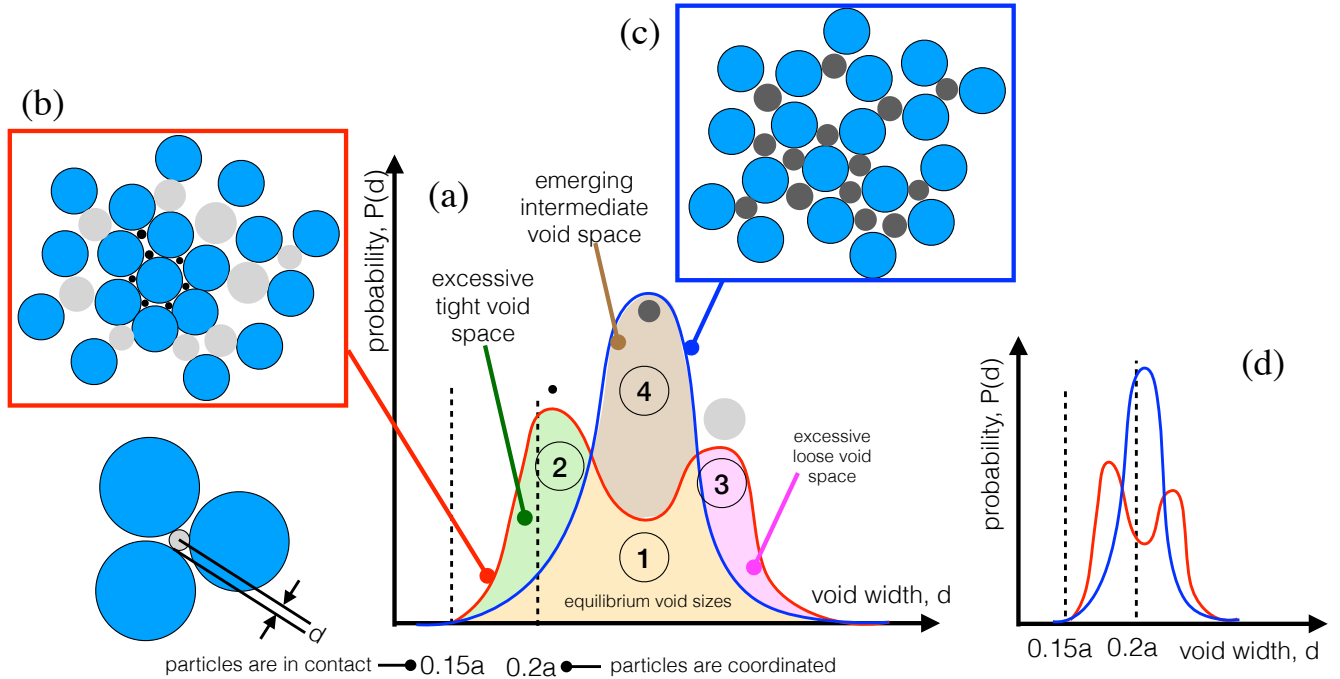 (c)
(b)
(a)
probability, P(d)
emerging
intermediate
void space
excessive
tight void
space
4
2
3
1
excessive
loose void
space
equilibrium void sizes
void width, d
d
particles are in contact
0.15a
0.2a
particles are coordinated
(d)
probability, P(d)
0.15a
0.2a
void width, d